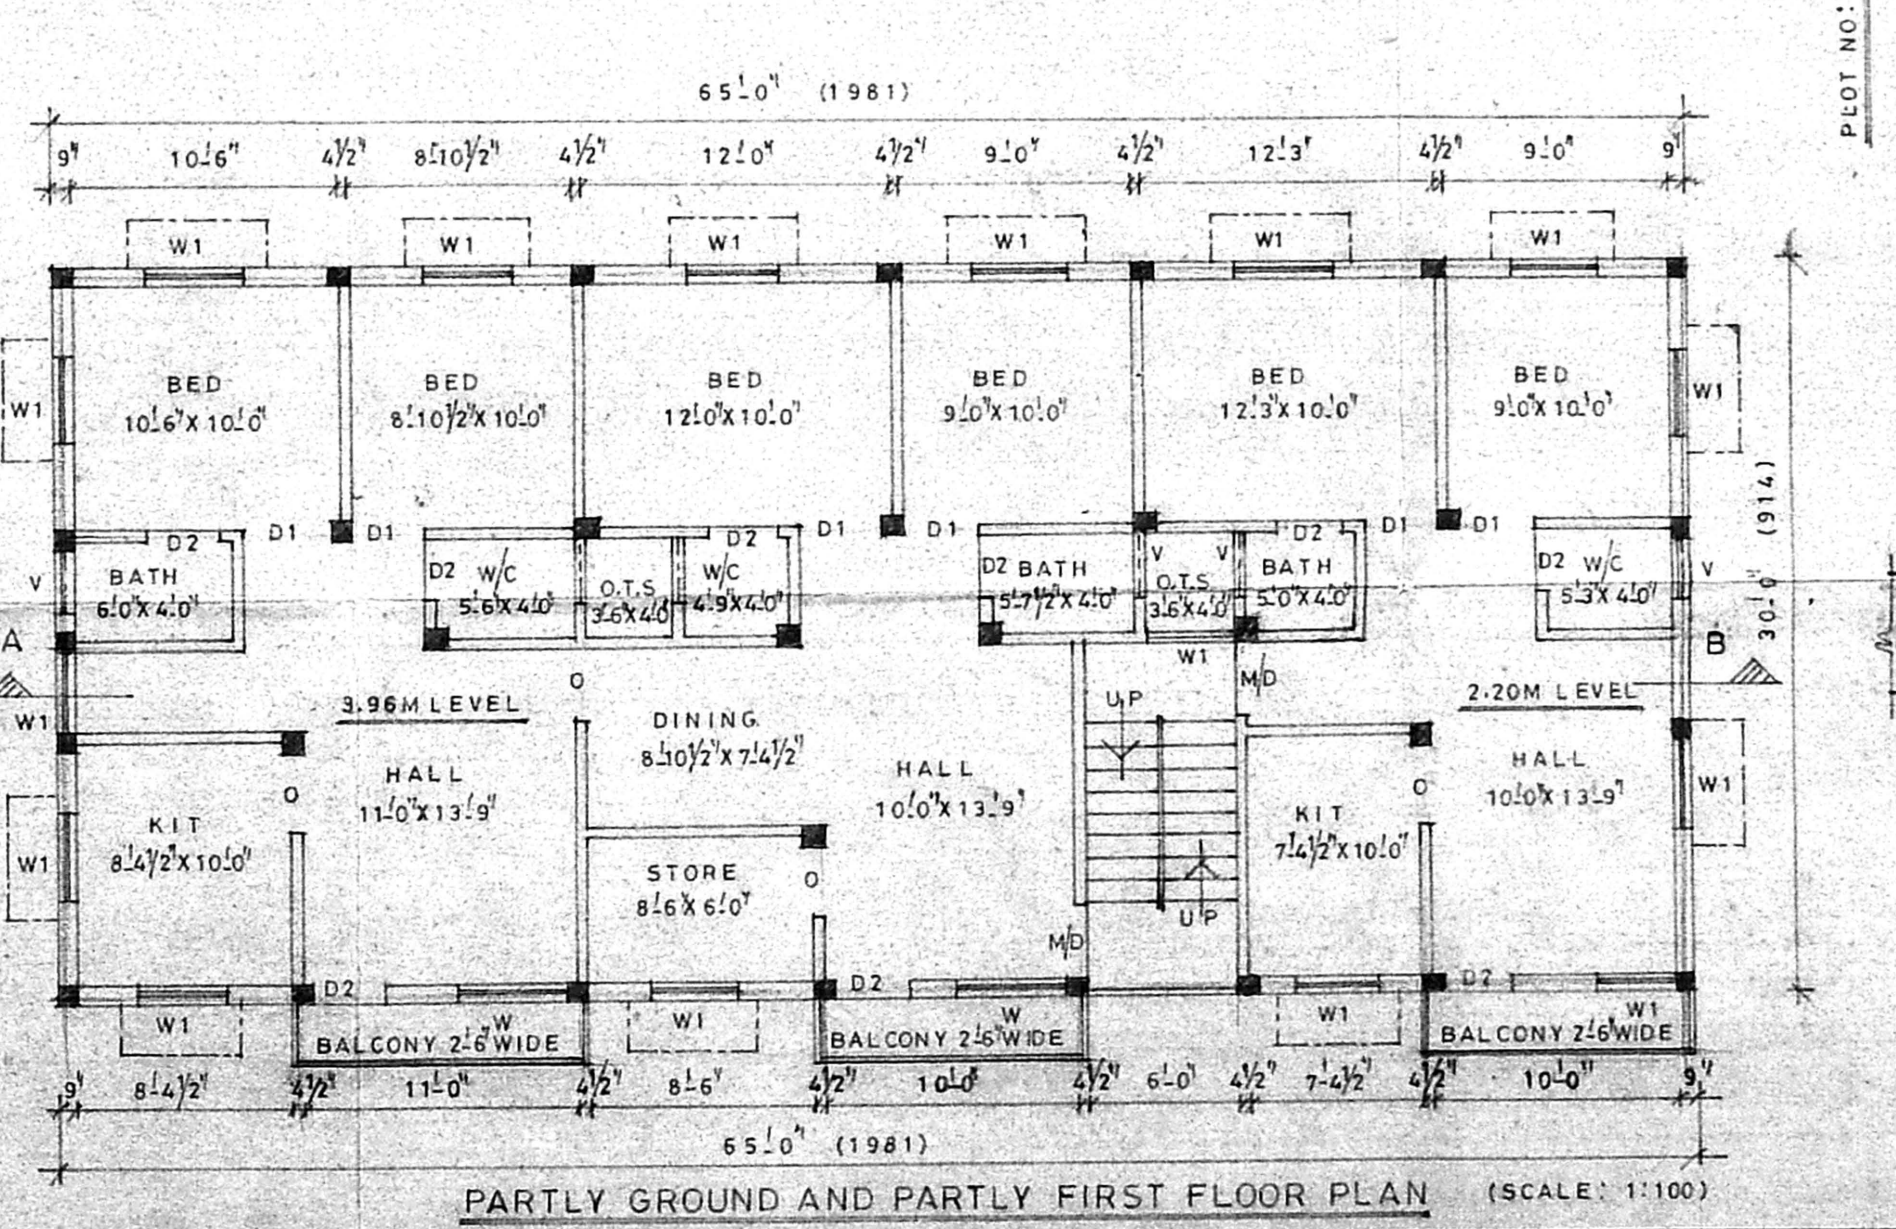 PLOT NO:
65'-0" (1981)
9" 10'-6" 4½" 8'-10½" 4½" 12'-0" 4½" 9'-0" 4½" 12'-3" 4½" 9'-0" 9"
W1 W1 W1 W1 W1 W1
BED BED BED BED BED BED
W1 10'-6"X10'-0" 8'-10½"X10'-0" 12'-0"X10'-0" 9'-0"X10'-0" 12'-3"X10'-0" 9'-0"X10'-0" W1
30'-0" (914)
D2 D1 D1 D2 D1 D1 D2 D1 D1
V BATH D2 W/C O.T.S W/C D2 BATH V O.T.S V BATH D2 W/C V
6'-0"X4'-0" 5'-6"X4'-0" 3'-6"X4'-0" 4'-9"X4'-0" 5'-7½"X4'-0" 3'-6"X4'-0" 5'-0"X4'-0" 5'-3"X4'-0"
A B
W1
O M/D
3.96M LEVEL UP 2.20M LEVEL
W1 DINING
8'-10½"X7'-4½"
HALL HALL HALL
11'-0"X13'-9" 10'-0"X13'-9" 10'-0"X13'-9"
O O W1
KIT KIT
W1 8'-4½"X10'-0" 7'-4½"X10'-0"
STORE O
8'-6"X6'-0"
UP
M/D
D2 D2 D2
W1 W W1 W W1 W1
BALCONY 2'-6"WIDE BALCONY 2'-6"WIDE BALCONY 2'-6"WIDE
9" 8'-4½" 4½" 11'-0" 4½" 8'-6" 4½" 10'-0" 4½" 6'-0" 4½" 7'-4½" 4½" 10'-0" 9"
65'-0" (1981)
PARTLY GROUND AND PARTLY FIRST FLOOR PLAN (SCALE: 1:100)